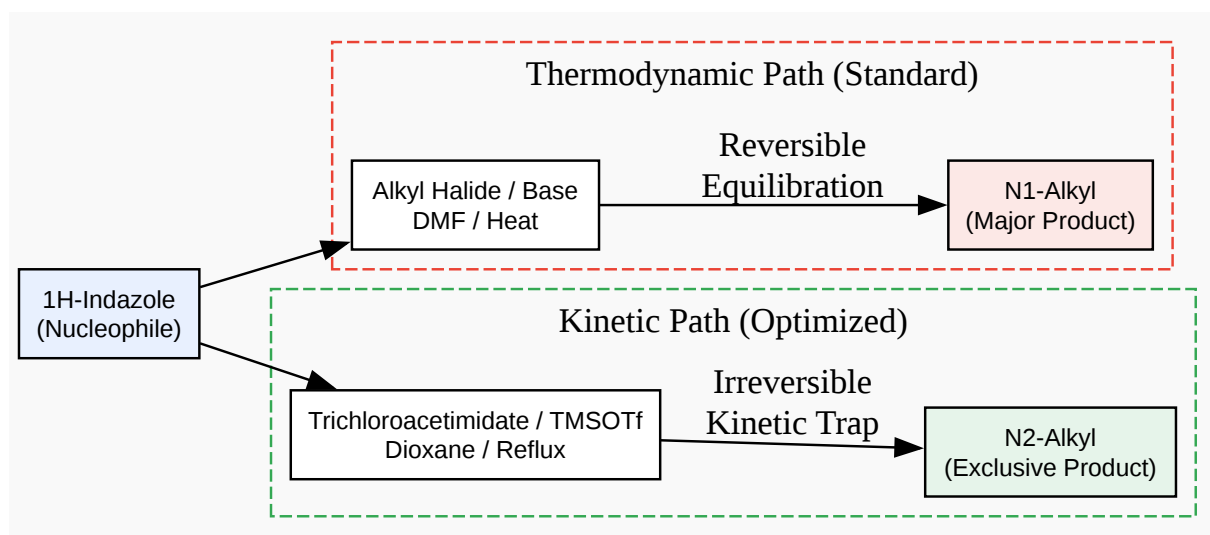 Thermodynamic Path (Standard)
Reversible
Equilibration
Alkyl Halide / Base
DMF / Heat
N1-Alkyl
(Major Product)
1H-Indazole
(Nucleophile)
Kinetic Path (Optimized)
Irreversible
Kinetic Trap
Trichloroacetimidate / TMSOTf
Dioxane / Reflux
N2-Alkyl
(Exclusive Product)